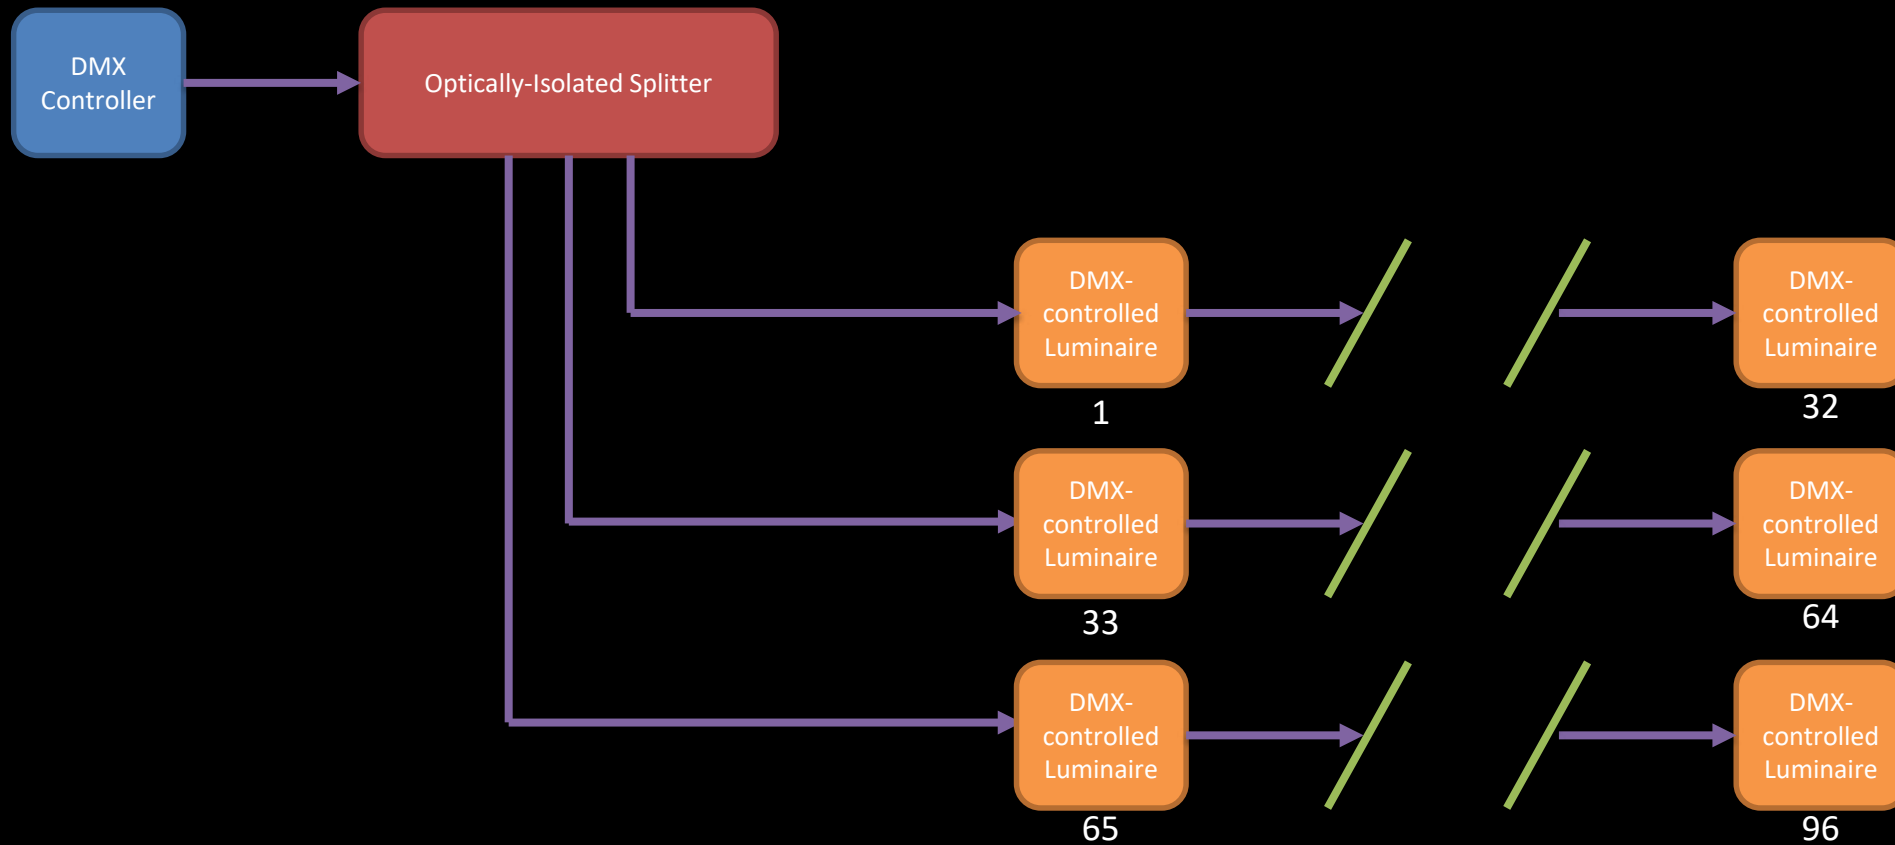 DMX
Controller
Optically-Isolated Splitter
DMX-
controlled
Luminaire
1
DMX-
controlled
Luminaire
32
DMX-
controlled
Luminaire
33
DMX-
controlled
Luminaire
64
DMX-
controlled
Luminaire
65
DMX-
controlled
Luminaire
96